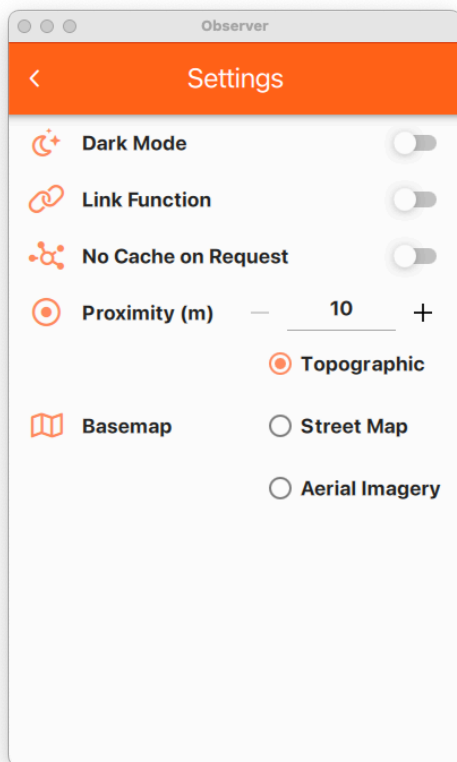 Observer
Settings
Dark Mode
Link Function
No Cache on Request
Proximity (m) — 10 +
Topographic
Basemap
Street Map
Aerial Imagery